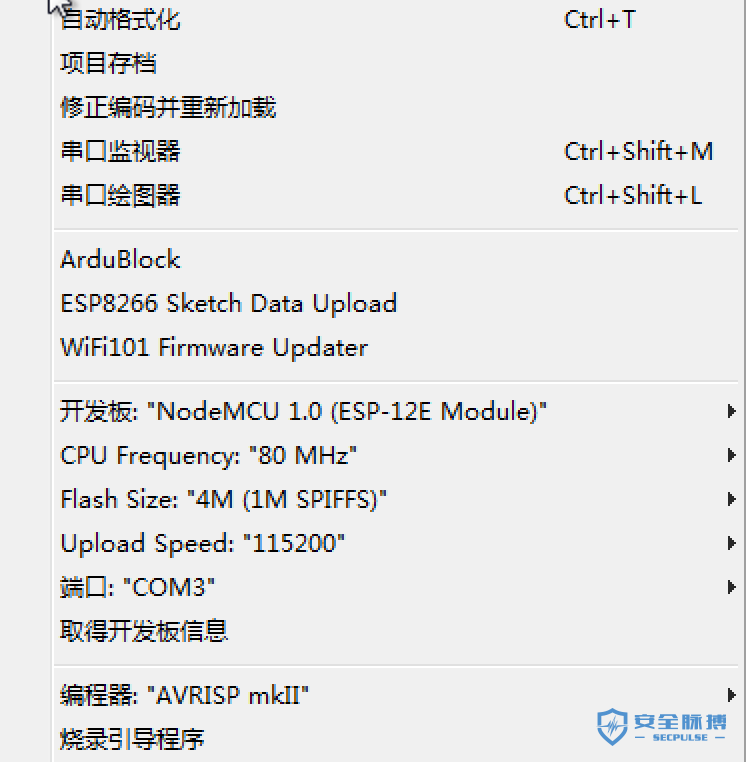 自动格式化 Ctrl+T
项目存档
修正编码并重新加载
串口监视器 Ctrl+Shift+M
串口绘图器 Ctrl+Shift+L
ArduBlock
ESP8266 Sketch Data Upload
WiFi101 Firmware Updater
开发板: "NodeMCU 1.0 (ESP-12E Module)"
CPU Frequency: "80 MHz"
Flash Size: "4M (1M SPIFFS)"
Upload Speed: "115200"
端口: "COM3"
取得开发板信息
编程器: "AVRISP mkII"
烧录引导程序
安全脉搏
SECPULSE